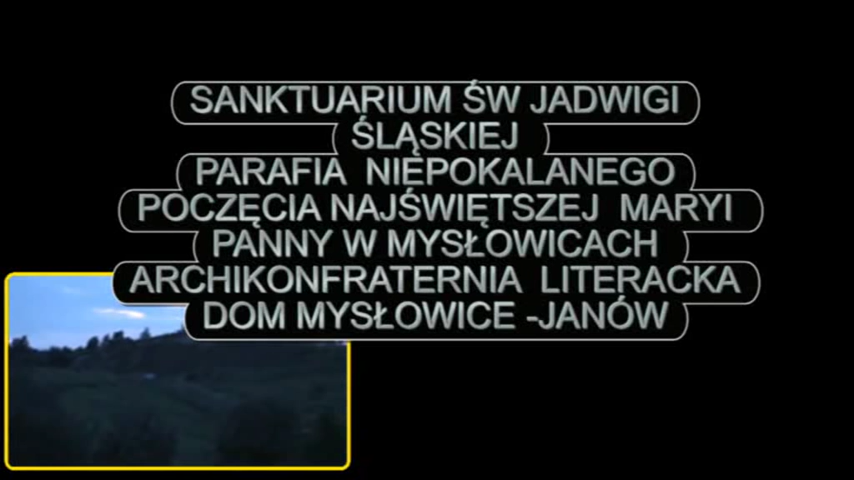 SANKTUARIUM ŚW JADWIGI
ŚLĄSKIEJ
PARAFIA NIEPOKALANEGO
POCZĘCIA NAJŚWIĘTSZEJ MARYI
PANNY W MYSŁOWICACH
ARCHIKONFRATERNIA LITERACKA
DOM MYSŁOWICE -JANÓW